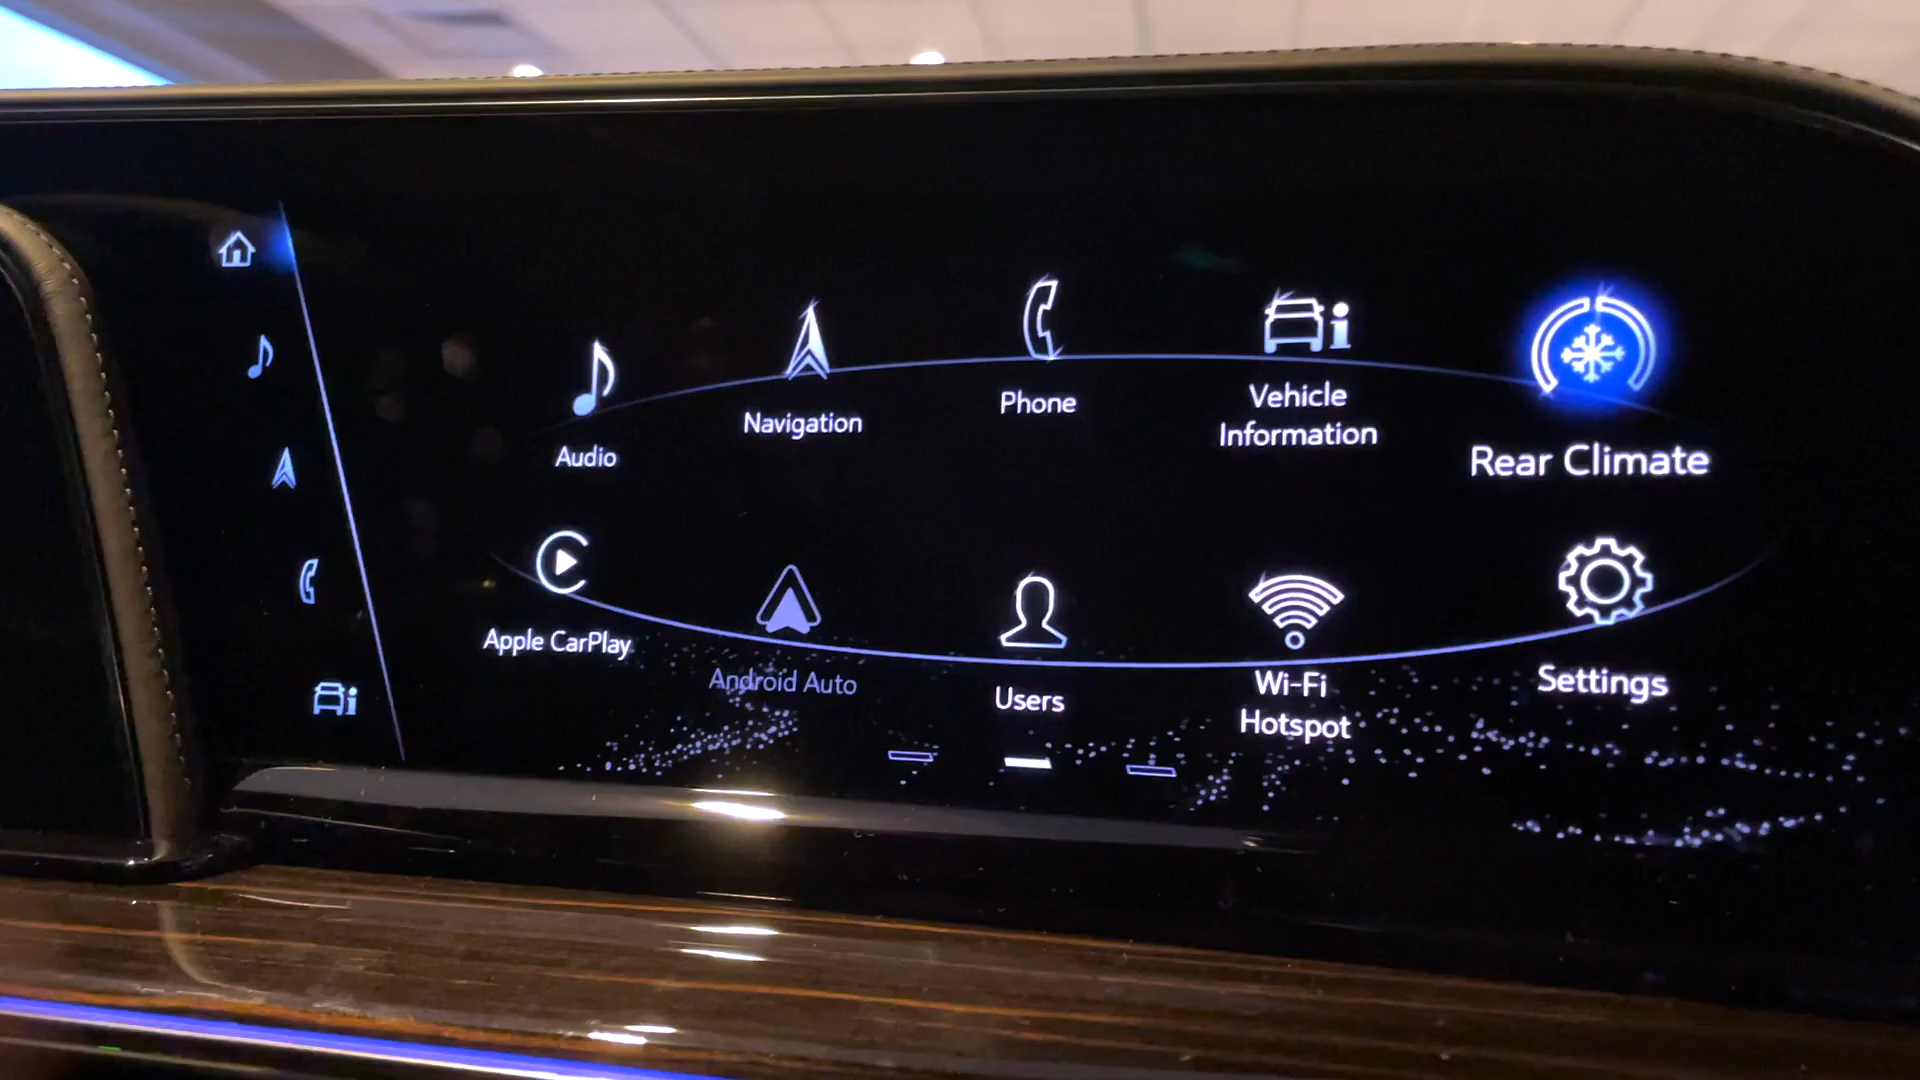 Audio
Navigation
Phone
Vehicle
Information
Rear Climate
Apple CarPlay
Android Auto
Users
Wi-Fi
Hotspot
Settings